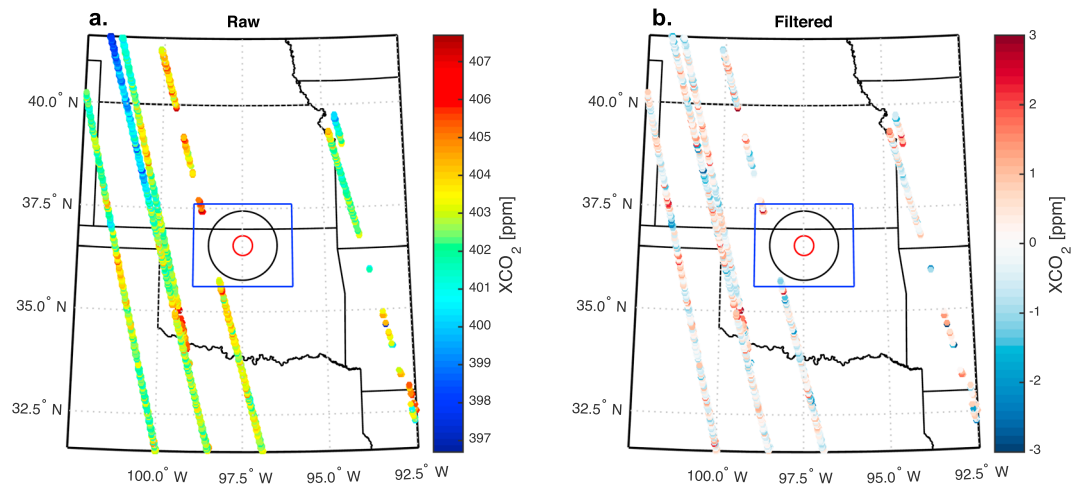 a.
Raw
40.0° N
37.5° N
35.0° N
32.5° N
100.0° W
97.5° W
95.0° W
92.5° W
407
406
405
404
403
402
401
400
399
398
397
XCO2 [ppm]
b.
Filtered
40.0° N
37.5° N
35.0° N
32.5° N
100.0° W
97.5° W
95.0° W
92.5° W
3
2
1
0
-1
-2
-3
XCO2 [ppm]